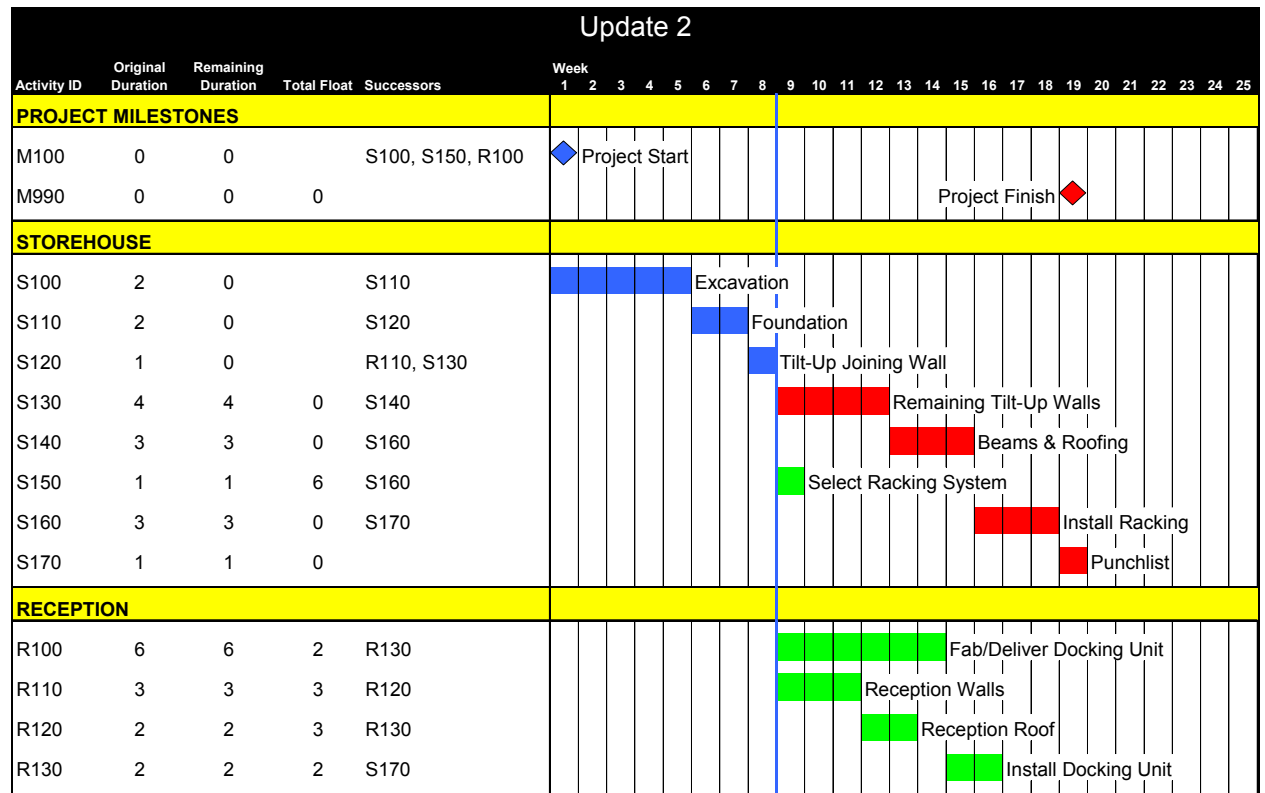 Update 2
Original Remaining Week
Activity ID Duration Duration Total Float Successors 1 2 3 4 5 6 7 8 9 10 11 12 13 14 15 16 17 18 19 20 21 22 23 24 25
PROJECT MILESTONES
M100 0 0 S100, S150, R100 Project Start
M990 0 0 0 Project Finish
STOREHOUSE
S100 2 0 S110 Excavation
S110 2 0 S120 Foundation
S120 1 0 R110, S130 Tilt-Up Joining Wall
S130 4 4 0 S140 Remaining Tilt-Up Walls
S140 3 3 0 S160 Beams & Roofing
S150 1 1 6 S160 Select Racking System
S160 3 3 0 S170 Install Racking
S170 1 1 0 Punchlist
RECEPTION
R100 6 6 2 R130 Fab/Deliver Docking Unit
R110 3 3 3 R120 Reception Walls
R120 2 2 3 R130 Reception Roof
R130 2 2 2 S170 Install Docking Unit